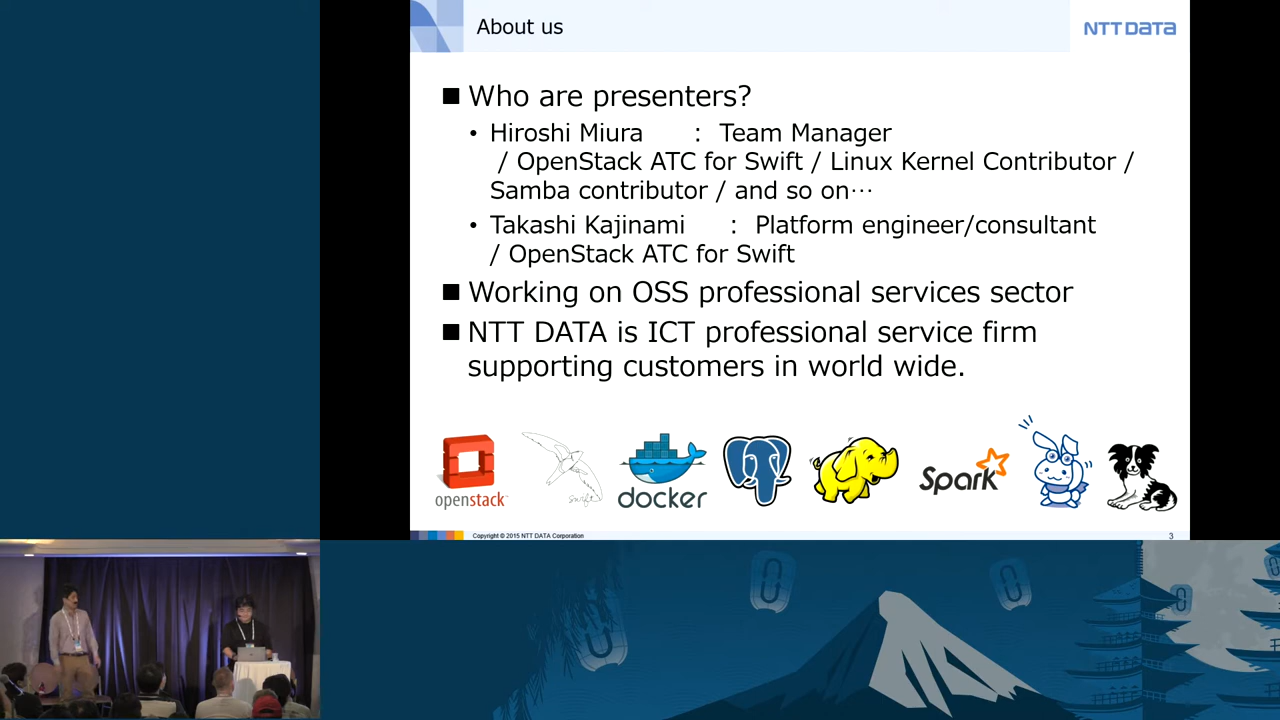 About us
NTT DATA
■ Who are presenters?
• Hiroshi Miura : Team Manager
/ OpenStack ATC for Swift / Linux Kernel Contributor /
Samba contributor / and so on…
• Takashi Kajinami : Platform engineer/consultant
/ OpenStack ATC for Swift
■ Working on OSS professional services sector
■ NTT DATA is ICT professional service firm
supporting customers in world wide.
openstack
swift
docker
Spark
Copyright © 2015 NTT DATA Corporation
3